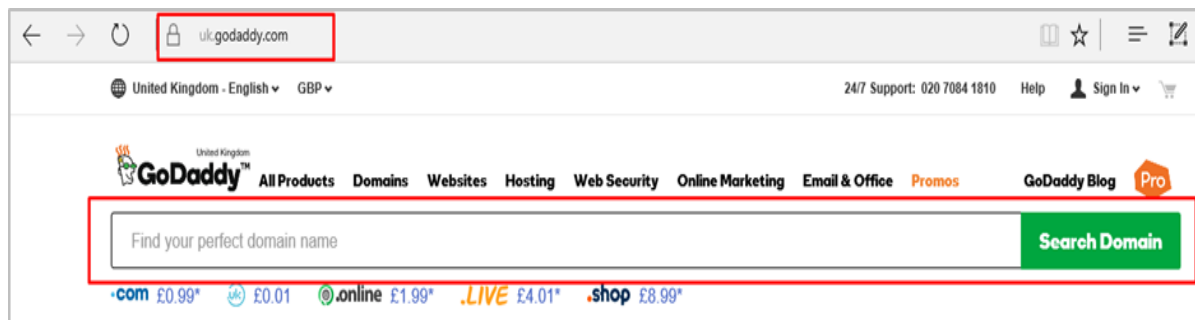 uk.godaddy.com
United Kingdom - English GBP 24/7 Support: 020 7084 1810 Help Sign In
United Kingdom
GoDaddy™ All Products Domains Websites Hosting Web Security Online Marketing Email & Office Promos GoDaddy Blog Pro
Find your perfect domain name Search Domain
.com £0.99* .uk £0.01 .online £1.99* .LIVE £4.01* .shop £8.99*